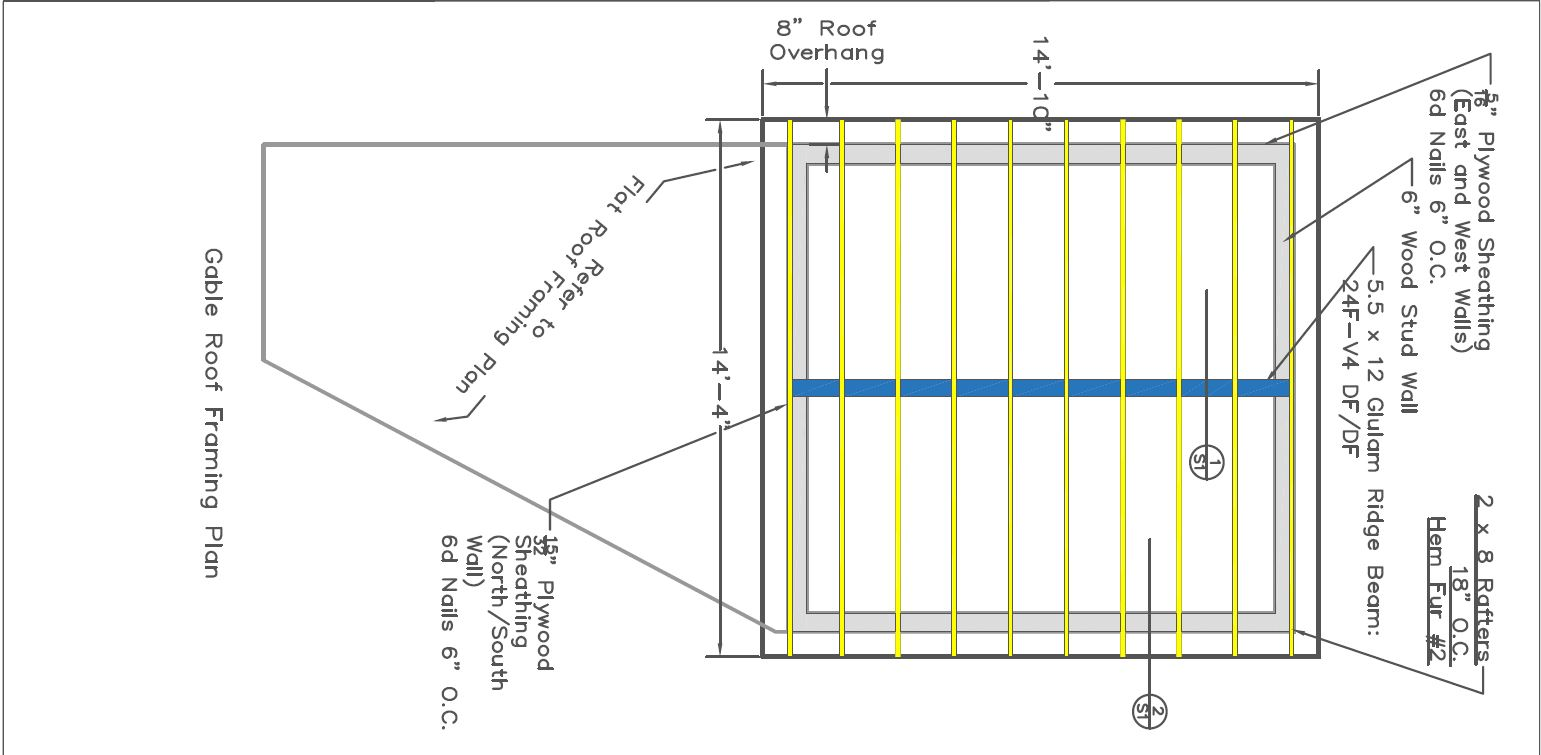 8” Roof
Overhang
14’–10”
5/16” Plywood Sheathing
(East and West Walls)
6d Nails 6” O.C.
6” Wood Stud Wall
5.5 x 12 Glulam Ridge Beam:
24F–V4 DF/DF
2 x 8 Rafters
18” O.C.
Hem Fur #2
14’–4”
Refer to
Flat Roof Framing Plan
15/32” Plywood
Sheathing
(North/South
Wall)
6d Nails 6” O.C.
1
S1
2
S1
Gable Roof Framing Plan